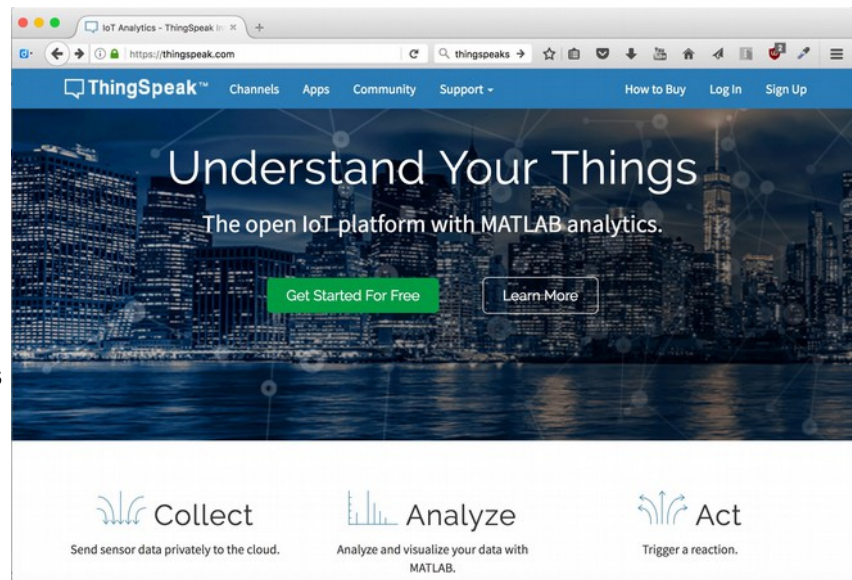 IoT Analytics - ThingSpeak In
https://thingspeak.com
thingspeaks
ThingSpeak™ Channels Apps Community Support How to Buy Log In Sign Up
Understand Your Things
The open IoT platform with MATLAB analytics.
Get Started For Free Learn More
s
Collect Analyze Act
Send sensor data privately to the cloud. Analyze and visualize your data with Trigger a reaction.
MATLAB.